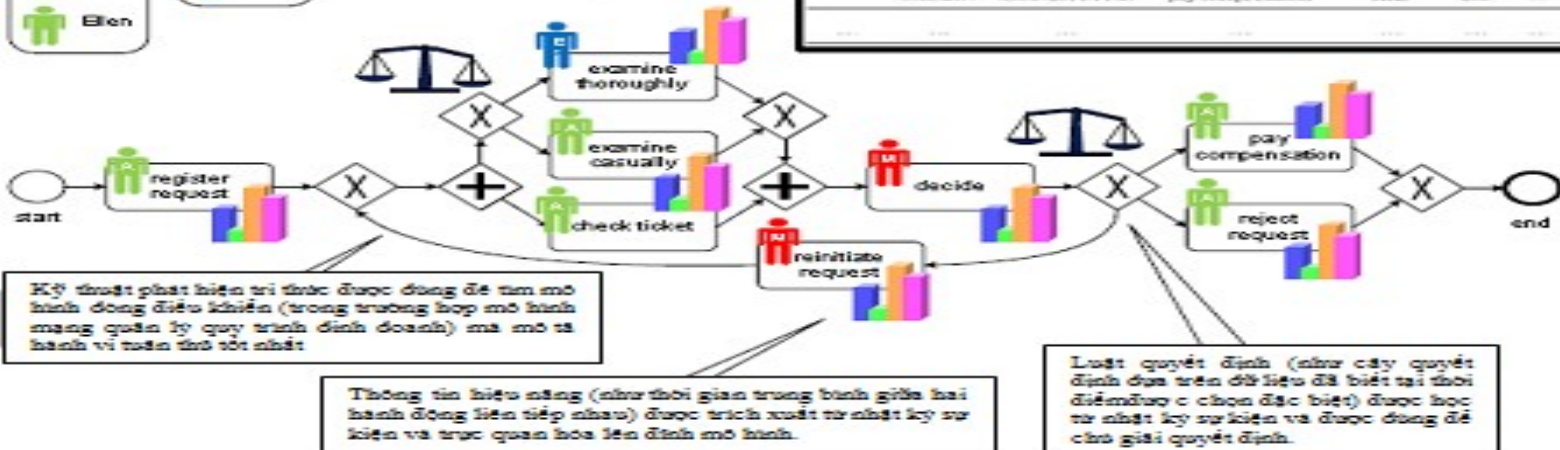 Ellen
E
examine
thoroughly
X
X
A
examine
casually
A
register
request
start
X
+
A
check ticket
+
M
decide
X
A
pay
compensation
A
reject
request
X
end
M
reinitiate
request
Kỹ thuật phát hiện tri thức được dùng để tìm mô
hình dòng điều khiển (trong trường hợp mô hình
mạng quản lý quy trình định doanh) mà mô tả
hành vi tuân thủ tốt nhất
Thông tin hiệu năng (như thời gian trung bình giữa hai
hành động liên tiếp nhau) được trích xuất từ nhật ký sự
kiện và trực quan hóa lên đỉnh mô hình.
Luật quyết định (như cây quyết
định dựa trên dữ liệu đã biết tại thời
điểmđược chọn đặc biệt) được học
từ nhật ký sự kiện và được dùng để
chú giải quyết định.